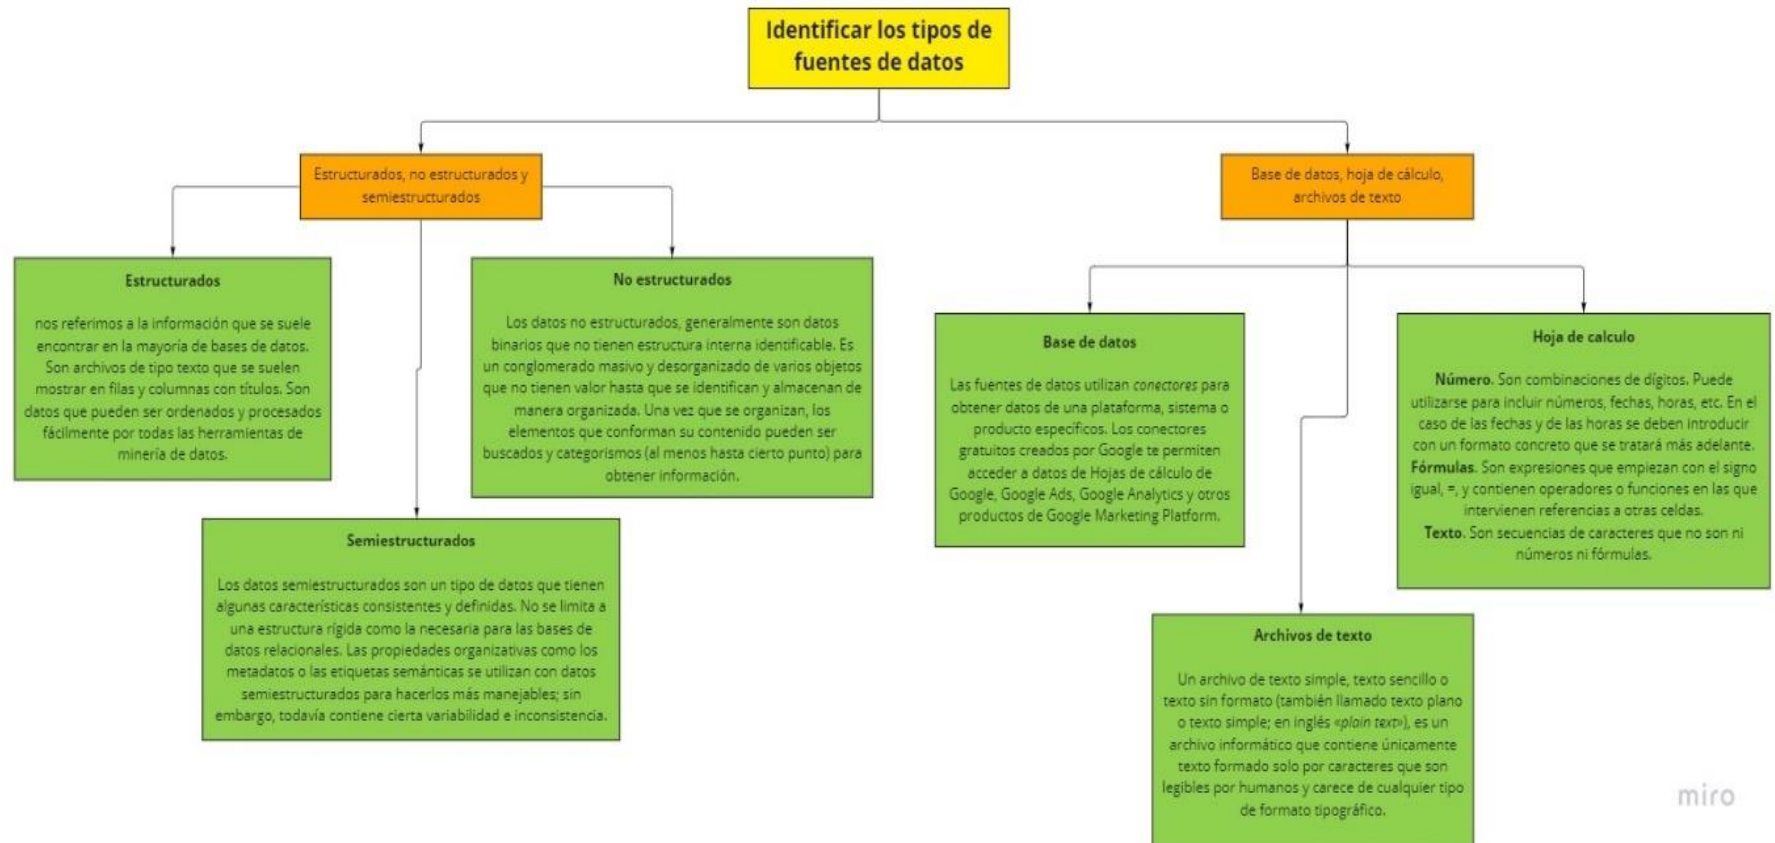 Identificar los tipos de
fuentes de datos
Estructurados, no estructurados y
semiestructurados
Base de datos, hoja de cálculo,
archivos de texto
Estructurados
nos referimos a la información que se suele
encontrar en la mayoría de bases de datos.
Son archivos de tipo texto que se suelen
mostrar en filas y columnas con títulos. Son
datos que pueden ser ordenados y procesados
fácilmente por todas las herramientas de
minería de datos.
No estructurados
Los datos no estructurados, generalmente son datos
binarios que no tienen estructura interna identificable. Es
un conglomerado masivo y desorganizado de varios objetos
que no tienen valor hasta que se identifican y almacenan de
manera organizada. Una vez que se organizan, los
elementos que conforman su contenido pueden ser
buscados y categorismos (al menos hasta cierto punto) para
obtener información.
Semiestructurados
Los datos semiestructurados son un tipo de datos que tienen
algunas características consistentes y definidas. No se limita a
una estructura rígida como la necesaria para las bases de
datos relacionales. Las propiedades organizativas como los
metadatos o las etiquetas semánticas se utilizan con datos
semiestructurados para hacerlos más manejables; sin
embargo, todavía contiene cierta variabilidad e inconsistencia.
Base de datos
Las fuentes de datos utilizan conectores para
obtener datos de una plataforma, sistema o
producto específicos. Los conectores
gratuitos creados por Google te permiten
acceder a datos de Hojas de cálculo de
Google, Google Ads, Google Analytics y otros
productos de Google Marketing Platform.
Hoja de calculo
Número. Son combinaciones de dígitos. Puede
utilizarse para incluir números, fechas, horas, etc. En el
caso de las fechas y de las horas se deben introducir
con un formato concreto que se tratará más adelante.
Fórmulas. Son expresiones que empiezan con el signo
igual, =, y contienen operadores o funciones en las que
intervienen referencias a otras celdas.
Texto. Son secuencias de caracteres que no son ni
números ni fórmulas.
Archivos de texto
Un archivo de texto simple, texto sencillo o
texto sin formato (también llamado texto plano
o texto simple; en inglés «plain text»), es un
archivo informático que contiene únicamente
texto formado solo por caracteres que son
legibles por humanos y carece de cualquier tipo
de formato tipográfico.
miro